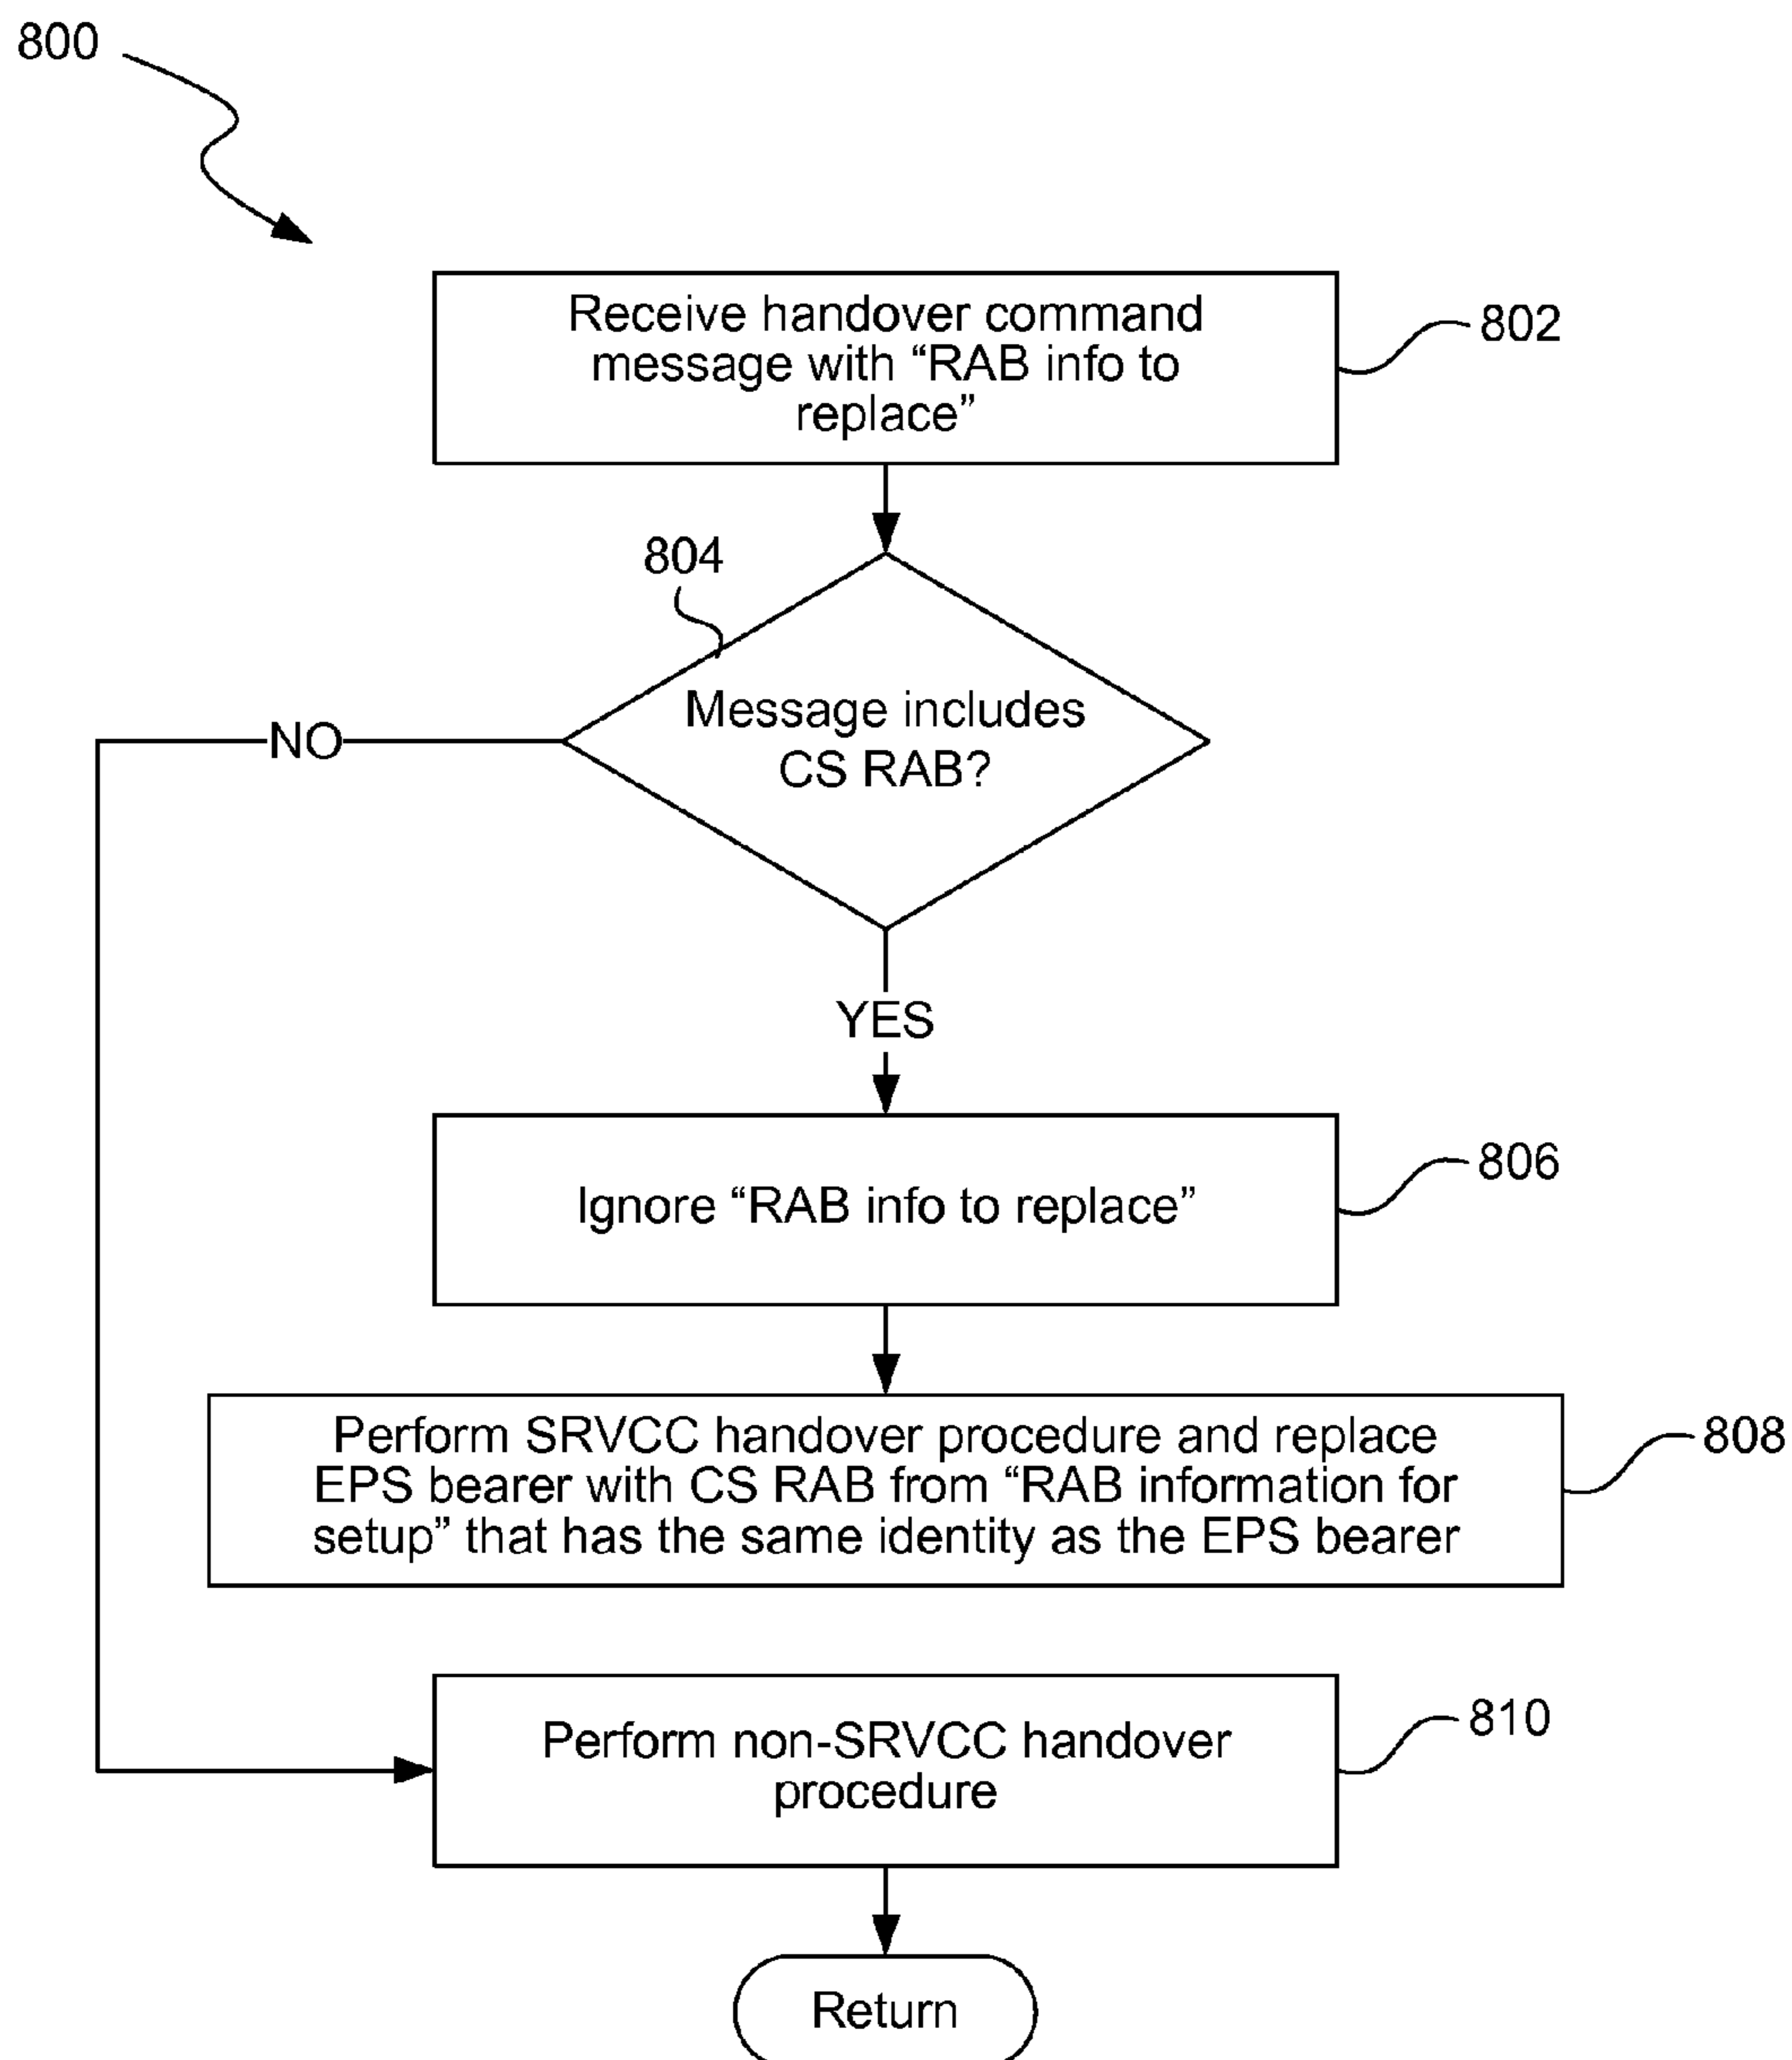 800
Receive handover command
message with “RAB info to
replace”
802
804
Message includes
CS RAB?
NO
YES
Ignore “RAB info to replace”
806
Perform SRVCC handover procedure and replace
EPS bearer with CS RAB from “RAB information for
setup” that has the same identity as the EPS bearer
808
Perform non-SRVCC handover
procedure
810
Return